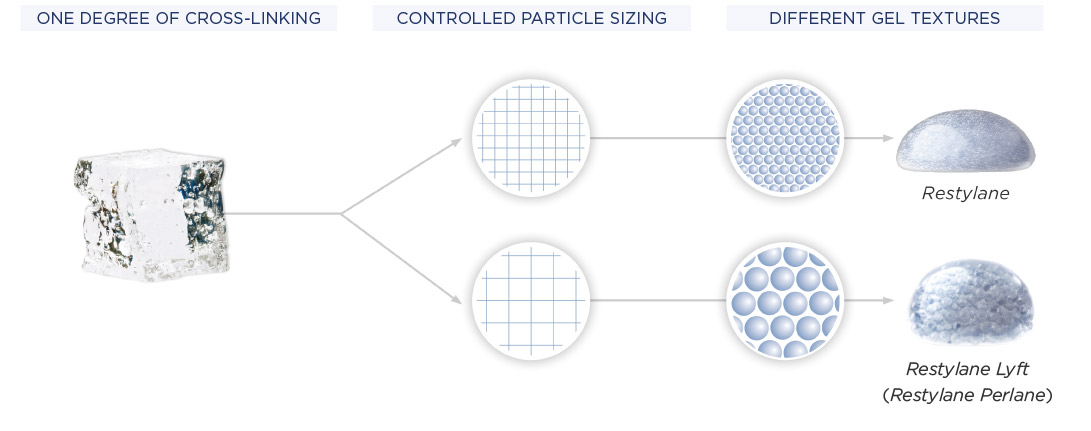 ONE DEGREE OF CROSS-LINKING
CONTROLLED PARTICLE SIZING
DIFFERENT GEL TEXTURES
Restylane
Restylane Lyft
(Restylane Perlane)